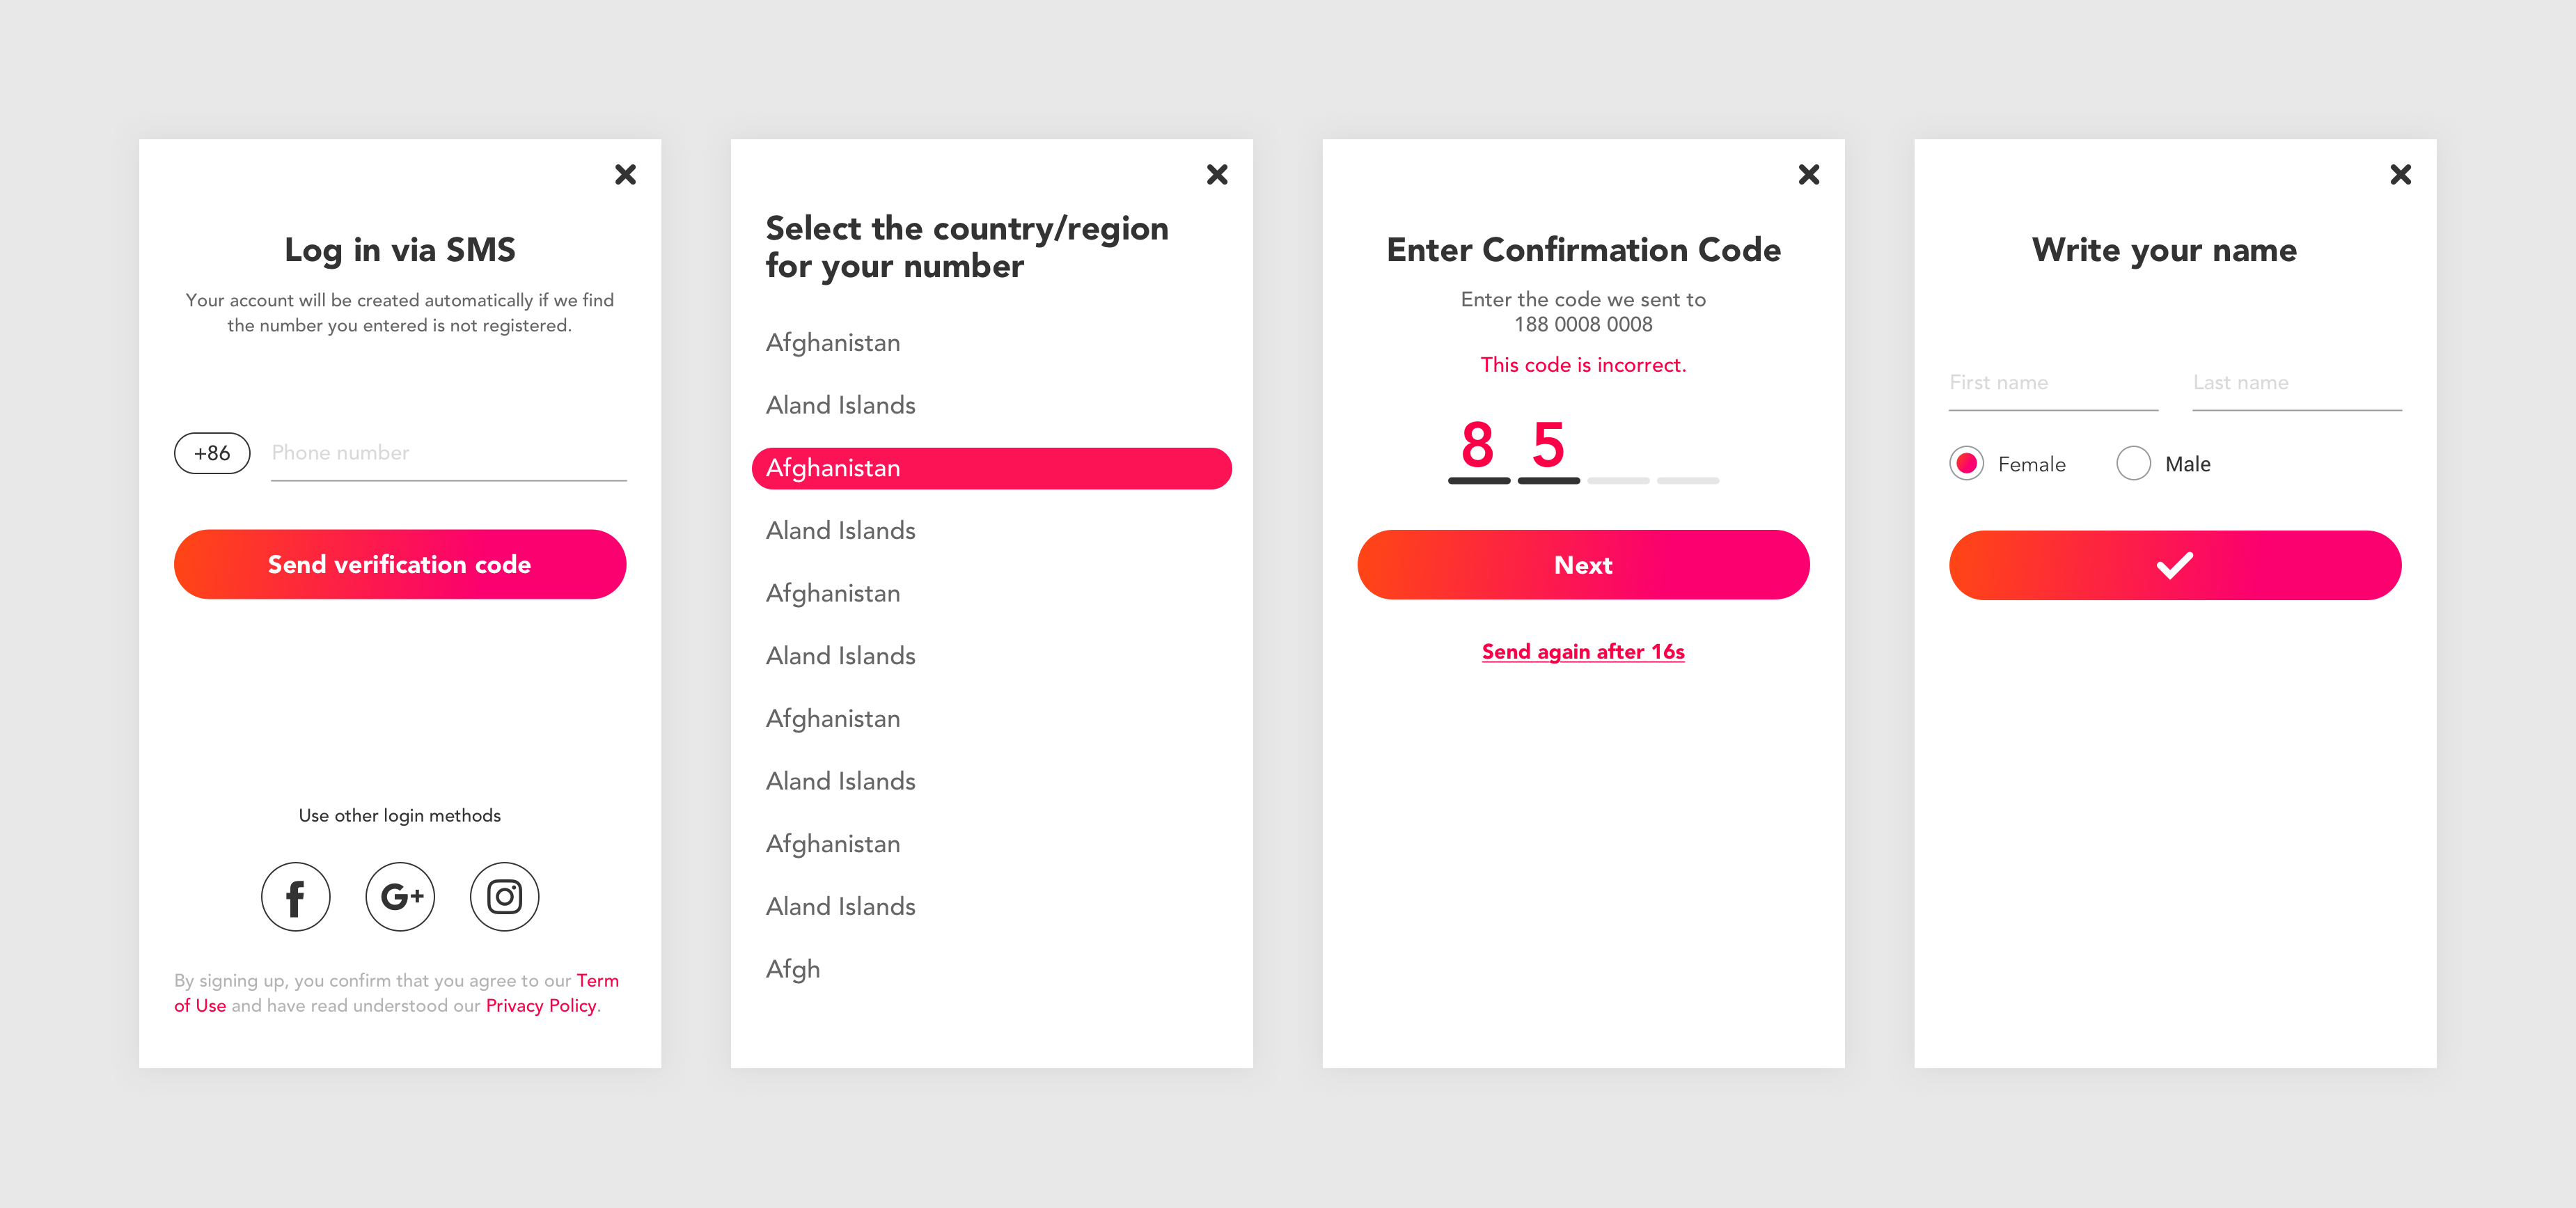 Log in via SMS
Your account will be created automatically if we find
the number you entered is not registered.
+86
Phone number
Send verification code
Use other login methods
G+
By signing up, you confirm that you agree to our Term
of Use and have read understood our Privacy Policy.
Select the country/region
for your number
Afghanistan
Aland Islands
Afghanistan
Aland Islands
Afghanistan
Aland Islands
Afghanistan
Aland Islands
Afghanistan
Aland Islands
Afgh
Enter Confirmation Code
Enter the code we sent to
188 0008 0008
This code is incorrect.
8 5
Next
Send again after 16s
Write your name
First name Last name
Female Male